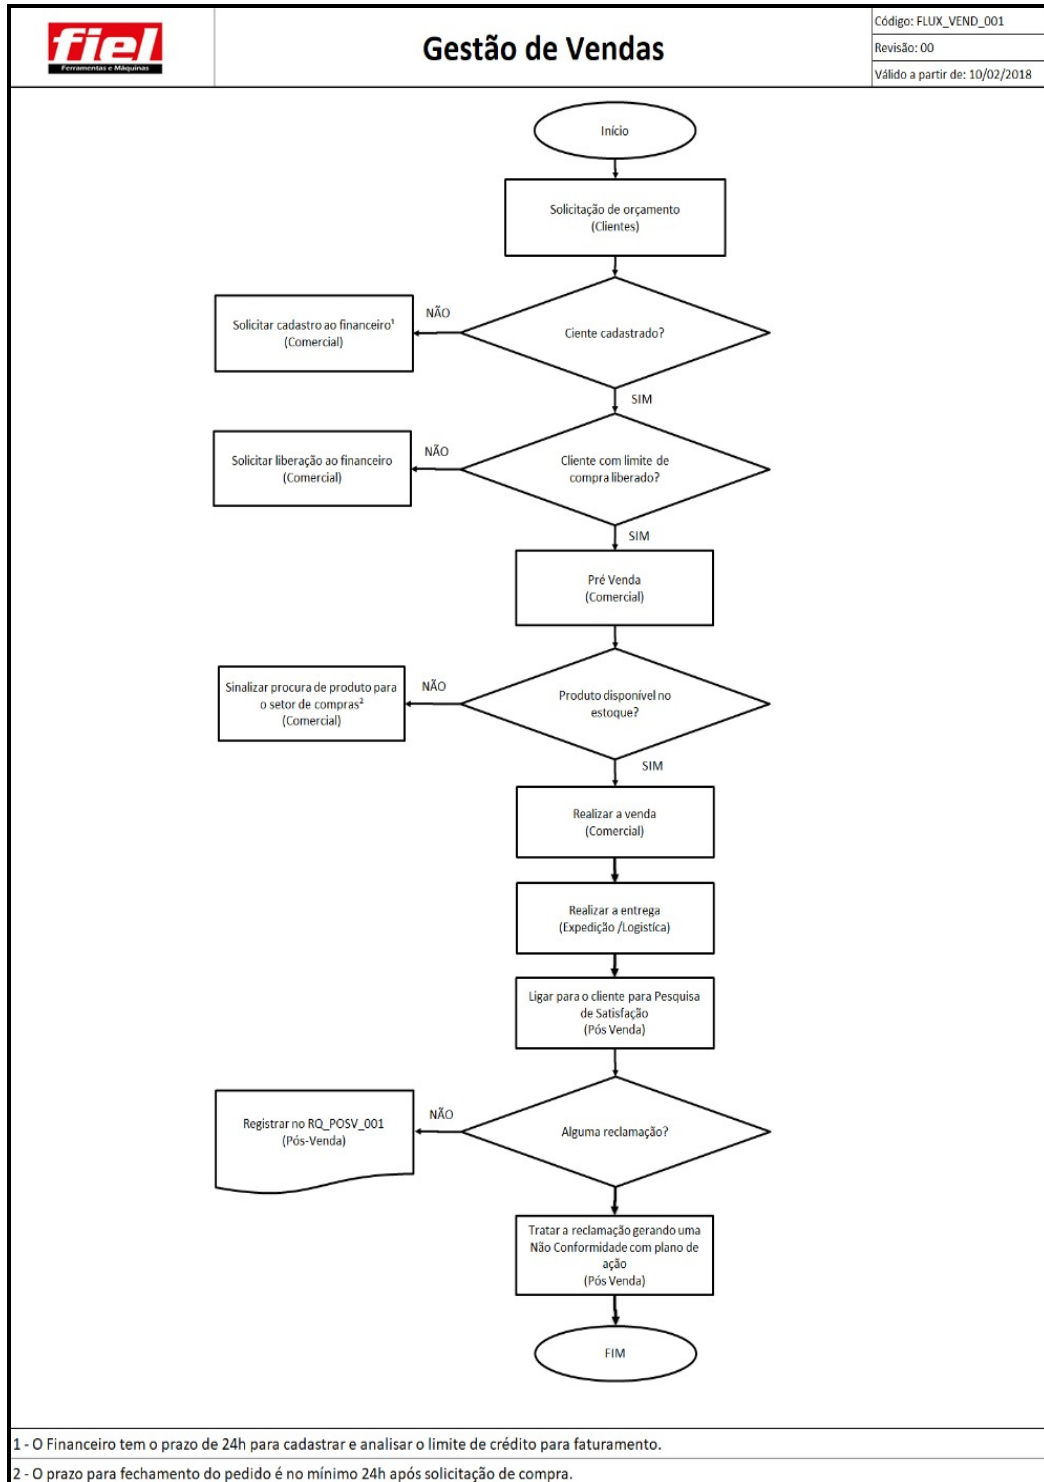 fiel
Ferramentas e Máquinas
Gestão de Vendas
Código: FLUX_VEND_001
Revisão: 00
Válido a partir de: 10/02/2018
Início
Solicitação de orçamento
(Clientes)
Ciente cadastrado?
NÃO
Solicitar cadastro ao financeiro¹
(Comercial)
SIM
Cliente com limite de
compra liberado?
NÃO
Solicitar liberação ao financeiro
(Comercial)
SIM
Pré Venda
(Comercial)
Produto disponível no
estoque?
NÃO
Sinalizar procura de produto para
o setor de compras²
(Comercial)
SIM
Realizar a venda
(Comercial)
Realizar a entrega
(Expedição /Logistíca)
Ligar para o cliente para Pesquisa
de Satisfação
(Pós Venda)
Alguma reclamação?
NÃO
Registrar no RQ_POSV_001
(Pós-Venda)
Tratar a reclamação gerando uma
Não Conformidade com plano de
ação
(Pós Venda)
FIM
1 - O Financeiro tem o prazo de 24h para cadastrar e analisar o limite de crédito para faturamento.
2 - O prazo para fechamento do pedido é no mínimo 24h após solicitação de compra.